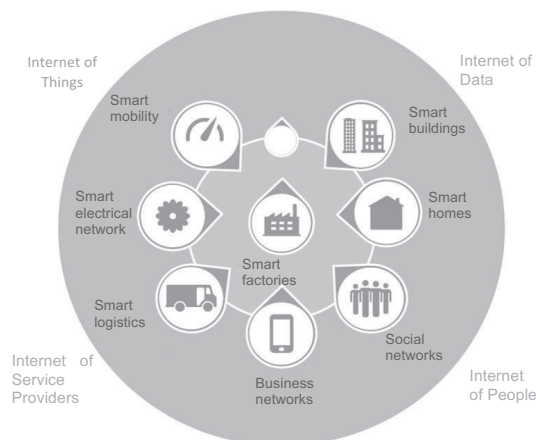 Internet of
Things
Internet of
Data
Smart
mobility
Smart
buildings
Smart
electrical
network
Smart
homes
Smart
factories
Smart
logistics
Social
networks
Business
networks
Internet of
Service
Providers
Internet
of People